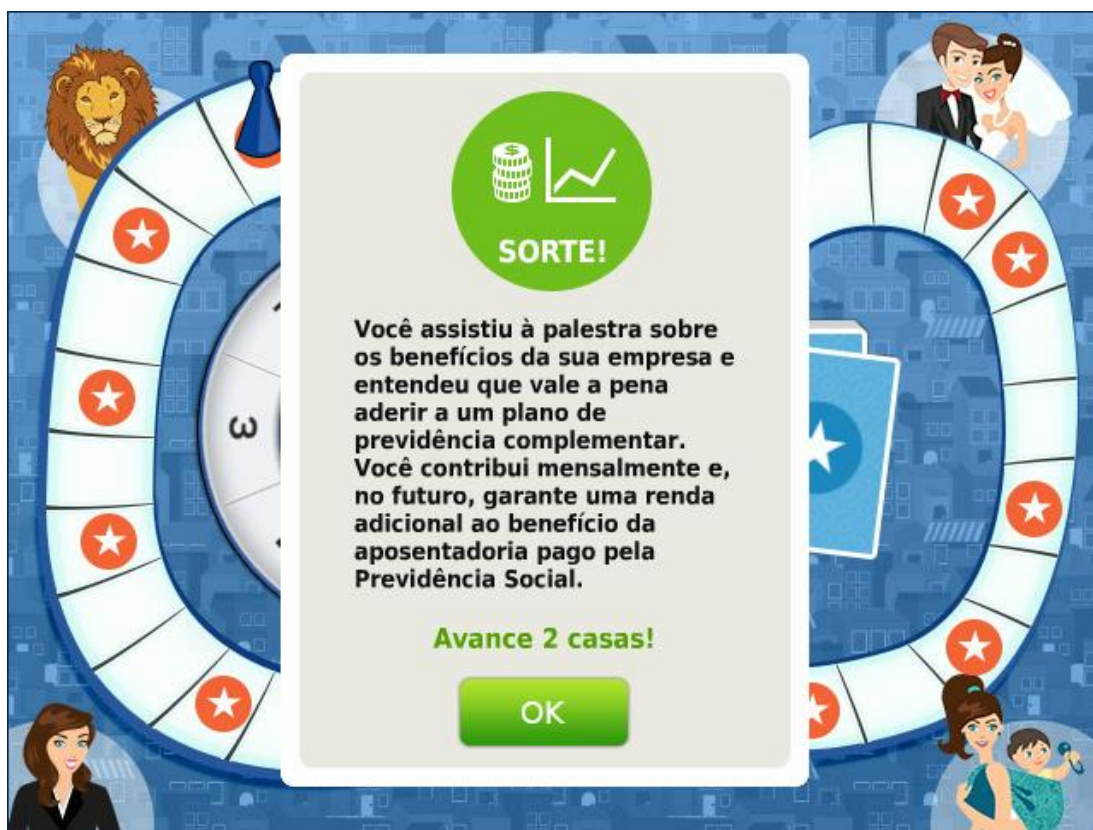 SORTE!
Você assistiu à palestra sobre
os benefícios da sua empresa e
entendeu que vale a pena
aderir a um plano de
previdência complementar.
Você contribui mensalmente e,
no futuro, garante uma renda
adicional ao benefício da
aposentadoria pago pela
Previdência Social.
Avance 2 casas!
OK
3
$